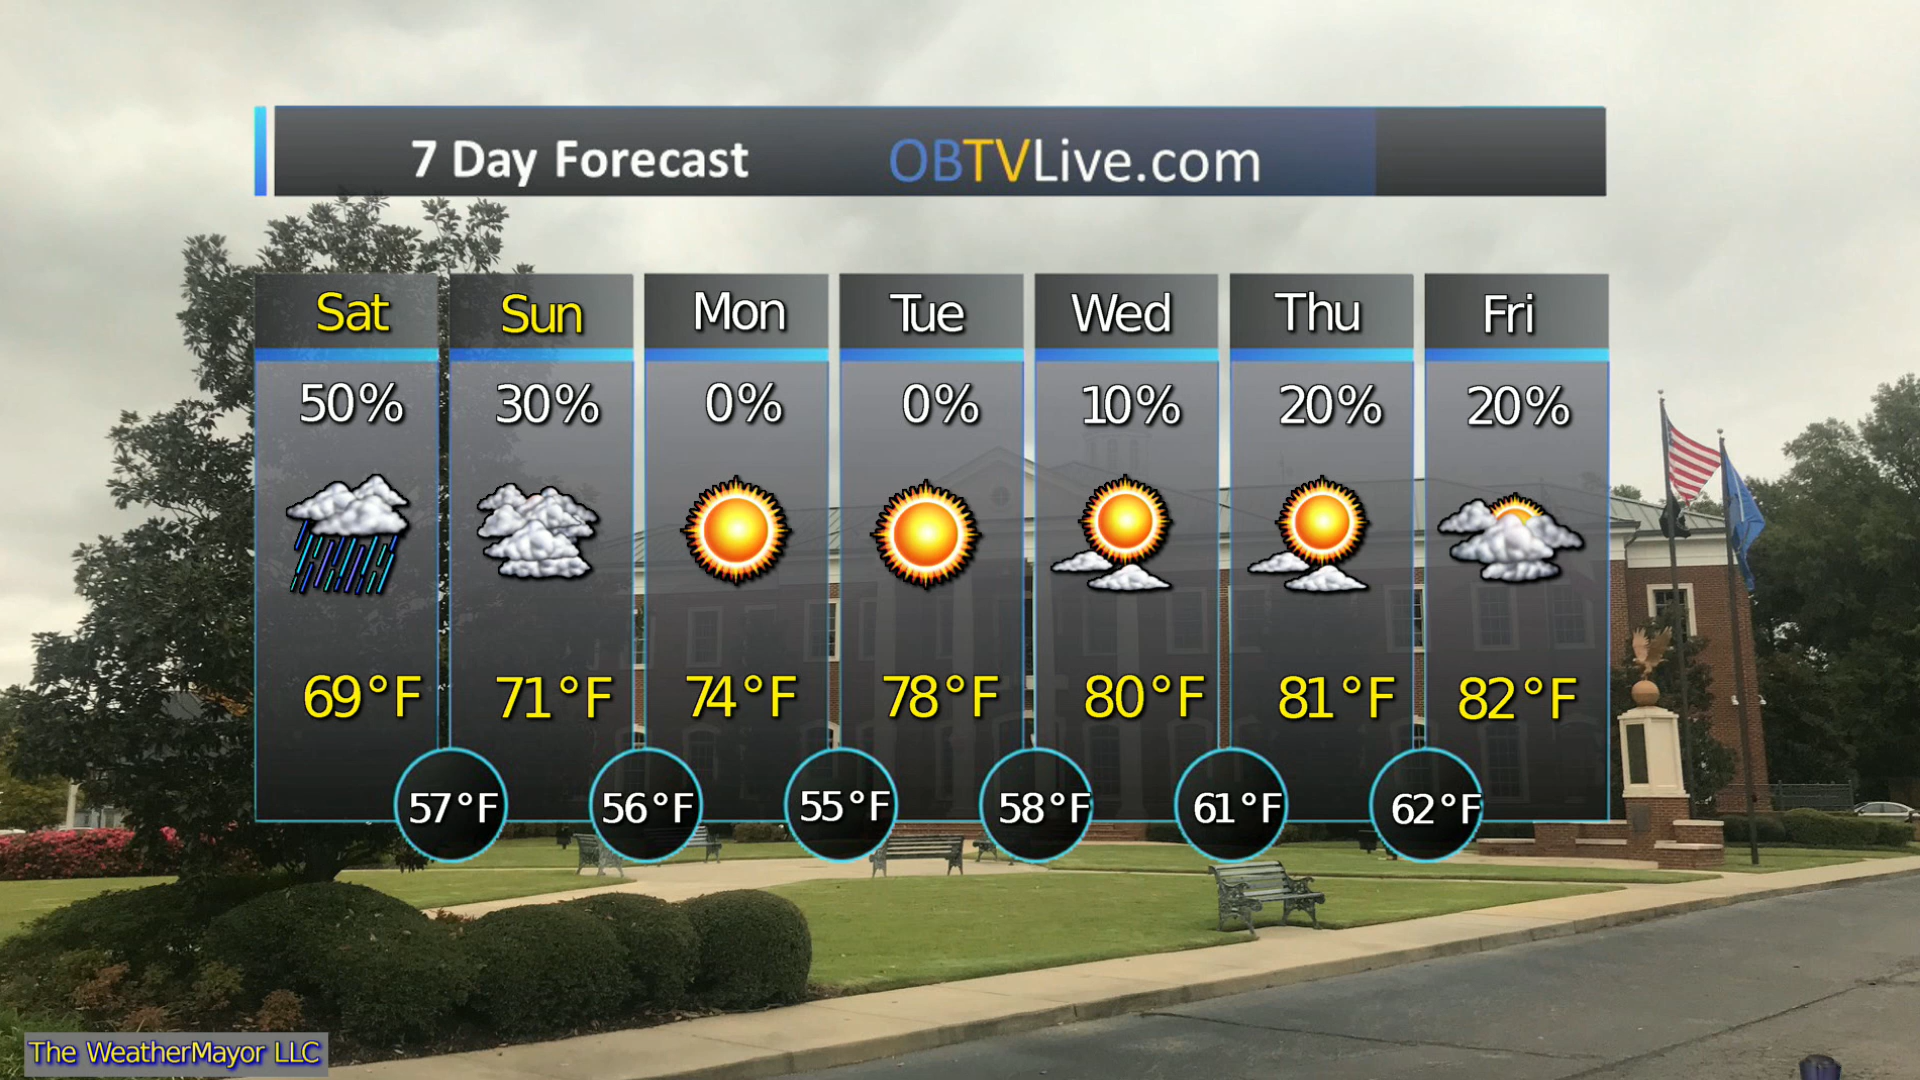 7 Day Forecast OBTVLive.com
Sat Sun Mon Tue Wed Thu Fri
50% 30% 0% 0% 10% 20% 20%
69°F 71°F 74°F 78°F 80°F 81°F 82°F
57°F 56°F 55°F 58°F 61°F 62°F
The WeatherMayor LLC